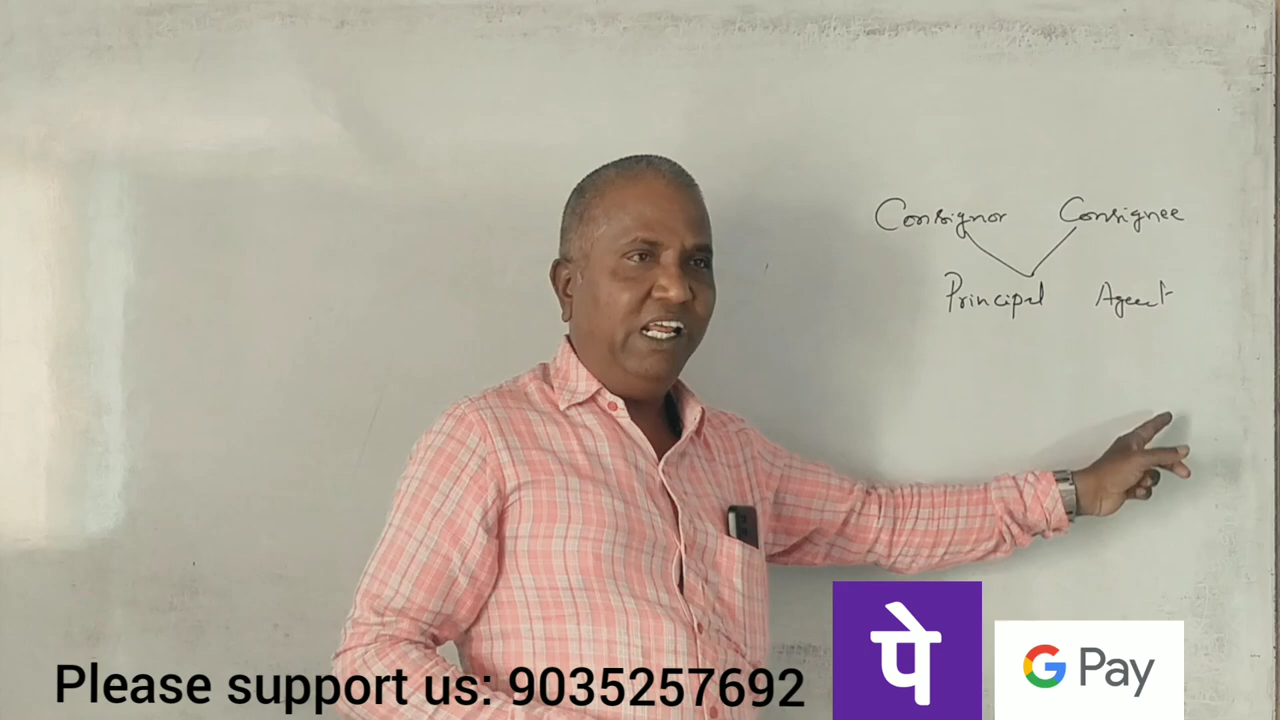 Consignor Consignee
Principal Agent
Please support us: 9035257692
पे
G Pay